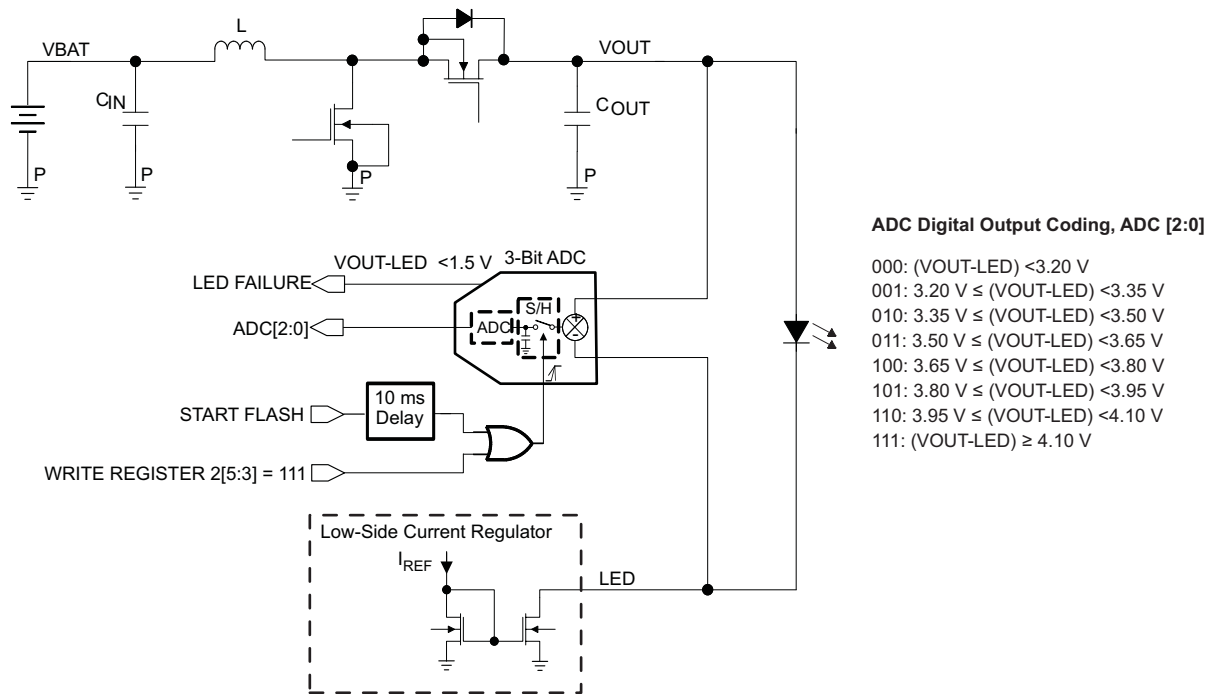 L
VBAT
VOUT
CIN
COUT
P
P
P
P
ADC Digital Output Coding, ADC [2:0]
000: (VOUT-LED) <3.20 V
001: 3.20 V ≤ (VOUT-LED) <3.35 V
010: 3.35 V ≤ (VOUT-LED) <3.50 V
011: 3.50 V ≤ (VOUT-LED) <3.65 V
100: 3.65 V ≤ (VOUT-LED) <3.80 V
101: 3.80 V ≤ (VOUT-LED) <3.95 V
110: 3.95 V ≤ (VOUT-LED) <4.10 V
111: (VOUT-LED) ≥ 4.10 V
VOUT-LED <1.5 V
3-Bit ADC
LED FAILURE
S/H
ADC[2:0]
ADC
+
-
START FLASH
10 ms
Delay
WRITE REGISTER 2[5:3] = 111
Low-Side Current Regulator
IREF
LED